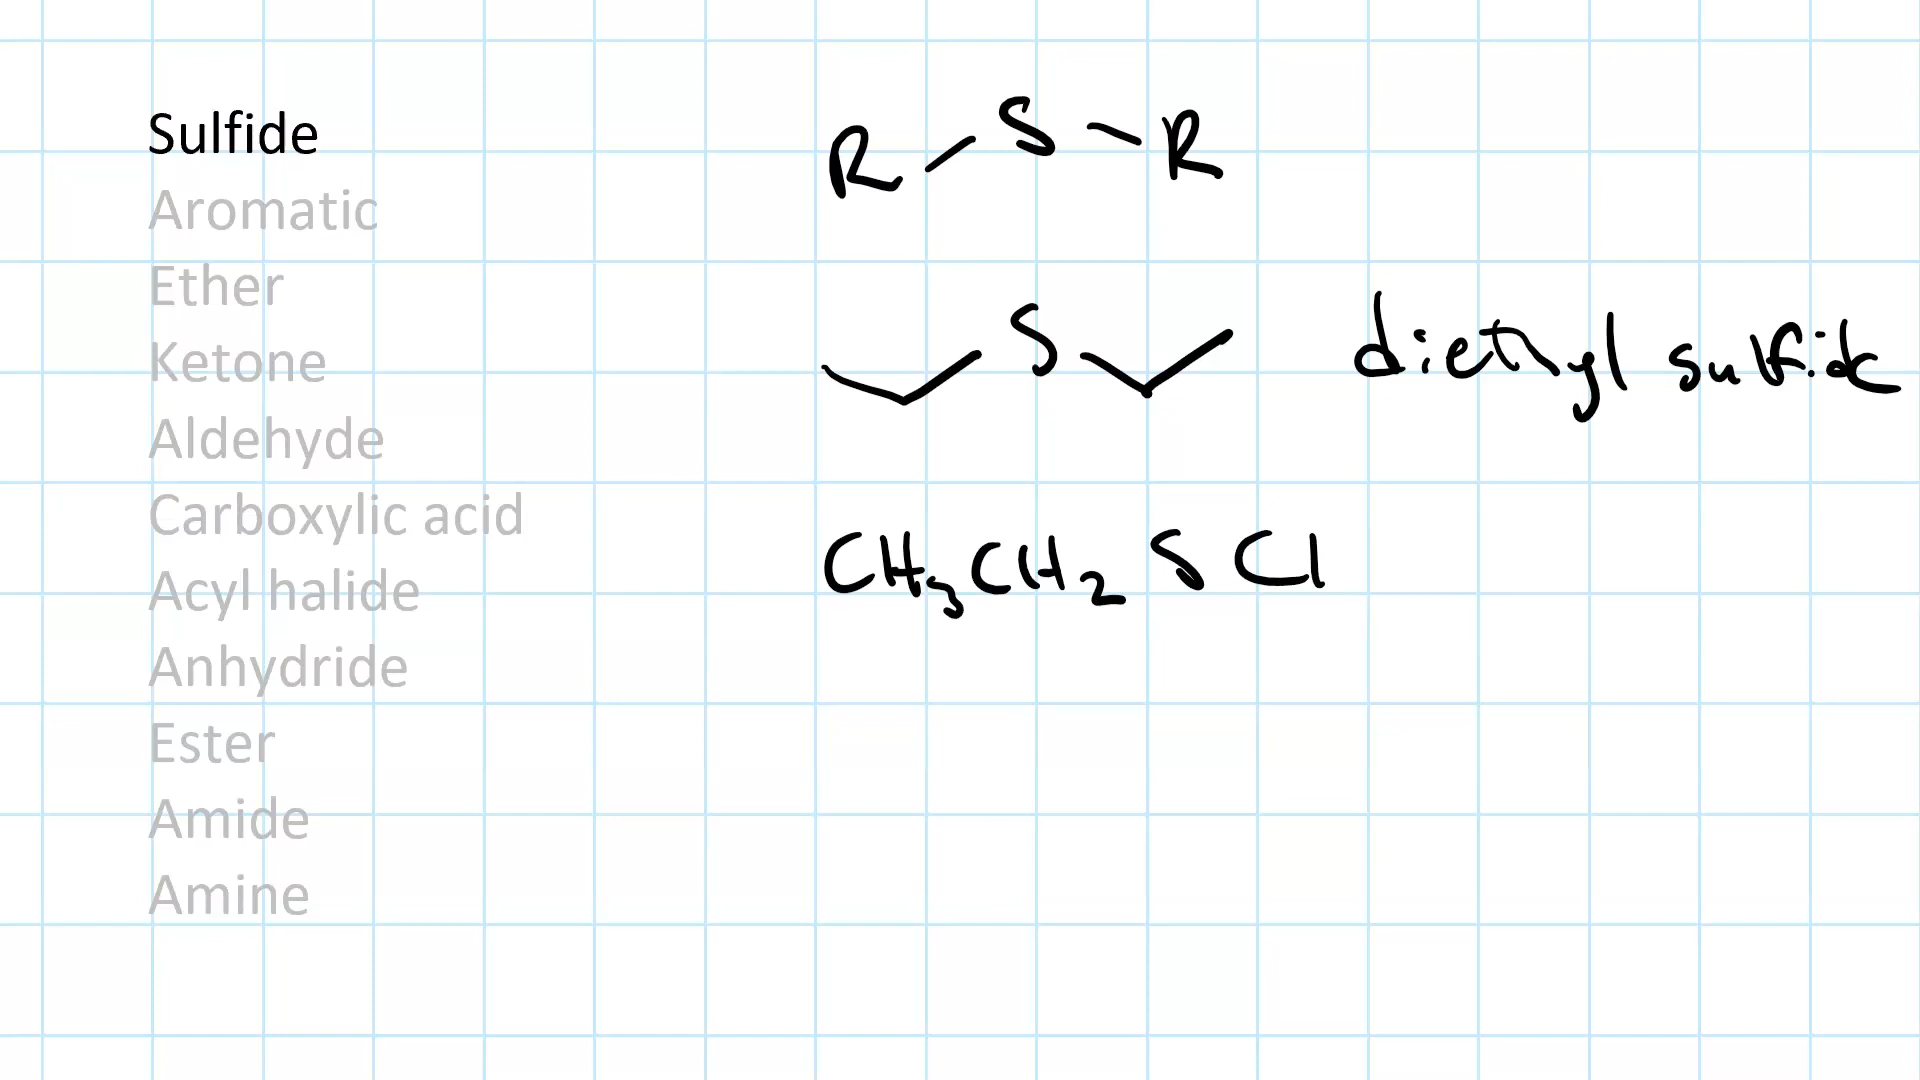 Sulfide
Aromatic
Ether
Ketone
Aldehyde
Carboxylic acid
Acyl halide
Anhydride
Ester
Amide
Amine
R S R
S diethyl sulfide
CH3CH2SCl